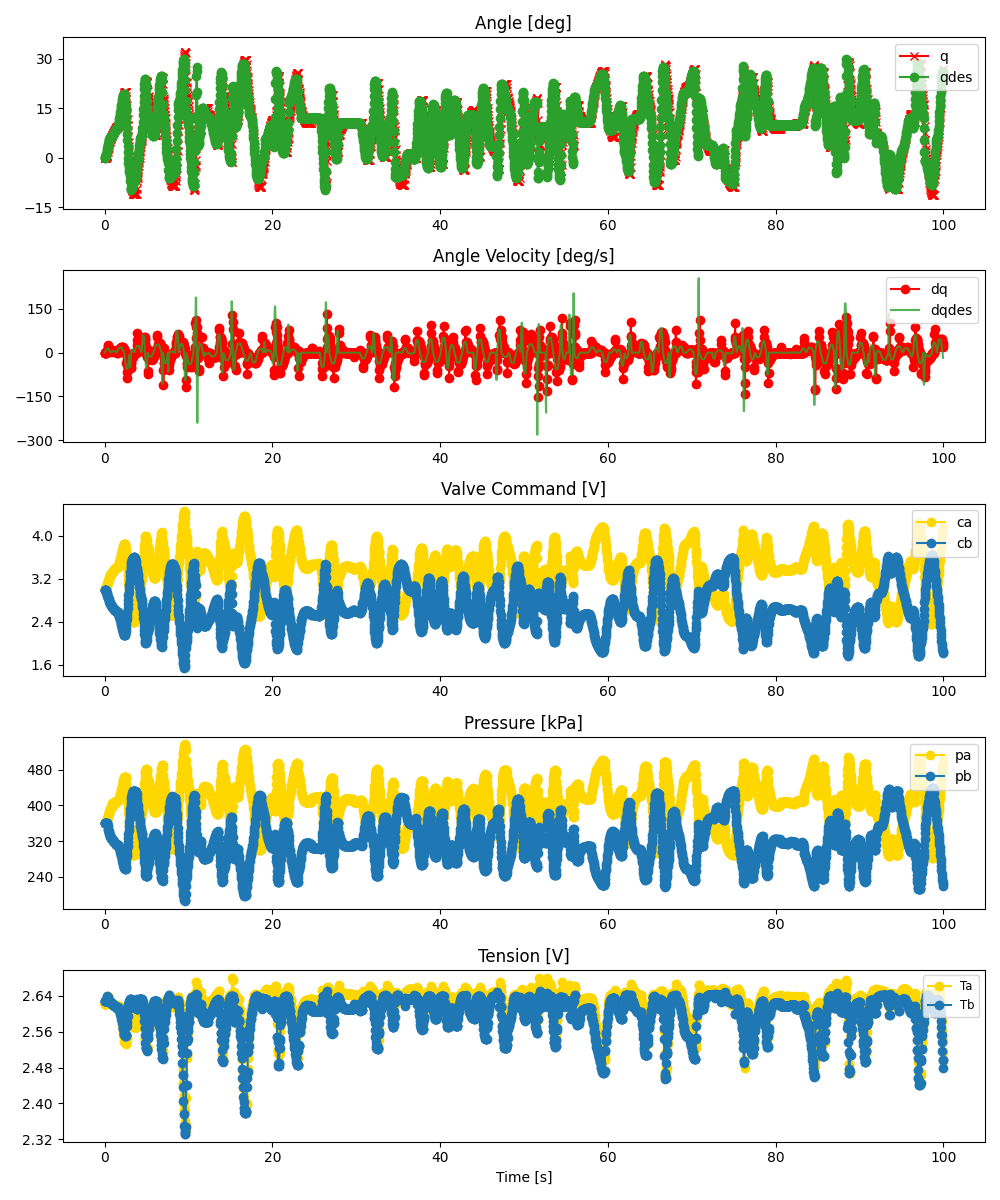 Angle [deg]
30
15
0
−15
q
qdes
0 20 40 60 80 100
Angle Velocity [deg/s]
150
0
−150
−300
dq
dqdes
0 20 40 60 80 100
Valve Command [V]
4.0
3.2
2.4
1.6
ca
cb
0 20 40 60 80 100
Pressure [kPa]
480
400
320
240
pa
pb
0 20 40 60 80 100
Tension [V]
2.64
2.56
2.48
2.40
2.32
Ta
Tb
0 20 40 60 80 100
Time [s]